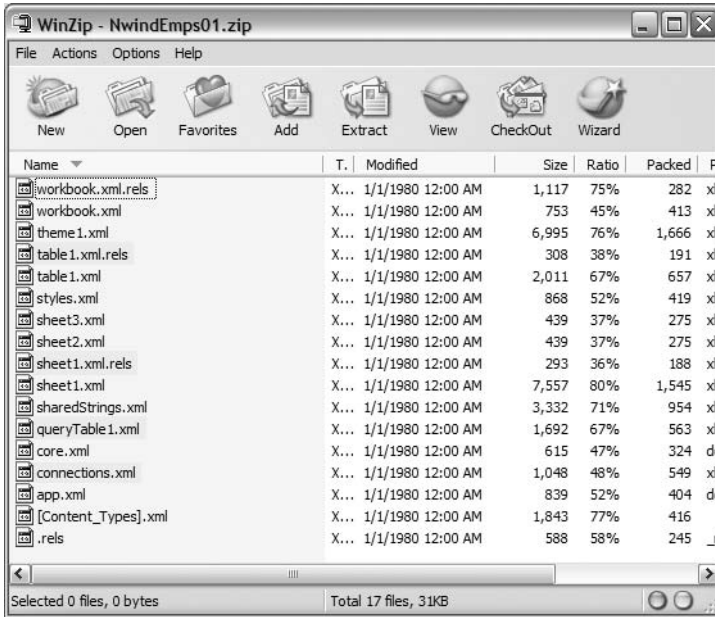 WinZip - NwindEmps01.zip
File Actions Options Help
New Open Favorites Add Extract View CheckOut Wizard
Name T. Modified Size Ratio Packed
workbook.xml.rels X... 1/1/1980 12:00 AM 1,117 75% 282
workbook.xml X... 1/1/1980 12:00 AM 753 45% 413
theme1.xml X... 1/1/1980 12:00 AM 6,995 76% 1,666
table1.xml.rels X... 1/1/1980 12:00 AM 308 38% 191
table1.xml X... 1/1/1980 12:00 AM 2,011 67% 657
styles.xml X... 1/1/1980 12:00 AM 868 52% 419
sheet3.xml X... 1/1/1980 12:00 AM 439 37% 275
sheet2.xml X... 1/1/1980 12:00 AM 439 37% 275
sheet1.xml.rels X... 1/1/1980 12:00 AM 293 36% 188
sheet1.xml X... 1/1/1980 12:00 AM 7,557 80% 1,545
sharedStrings.xml X... 1/1/1980 12:00 AM 3,332 71% 954
queryTable1.xml X... 1/1/1980 12:00 AM 1,692 67% 563
core.xml X... 1/1/1980 12:00 AM 615 47% 324
connections.xml X... 1/1/1980 12:00 AM 1,048 48% 549
app.xml X... 1/1/1980 12:00 AM 839 52% 404
[Content_Types].xml X... 1/1/1980 12:00 AM 1,843 77% 416
.rels X... 1/1/1980 12:00 AM 588 58% 245
Selected 0 files, 0 bytes Total 17 files, 31KB